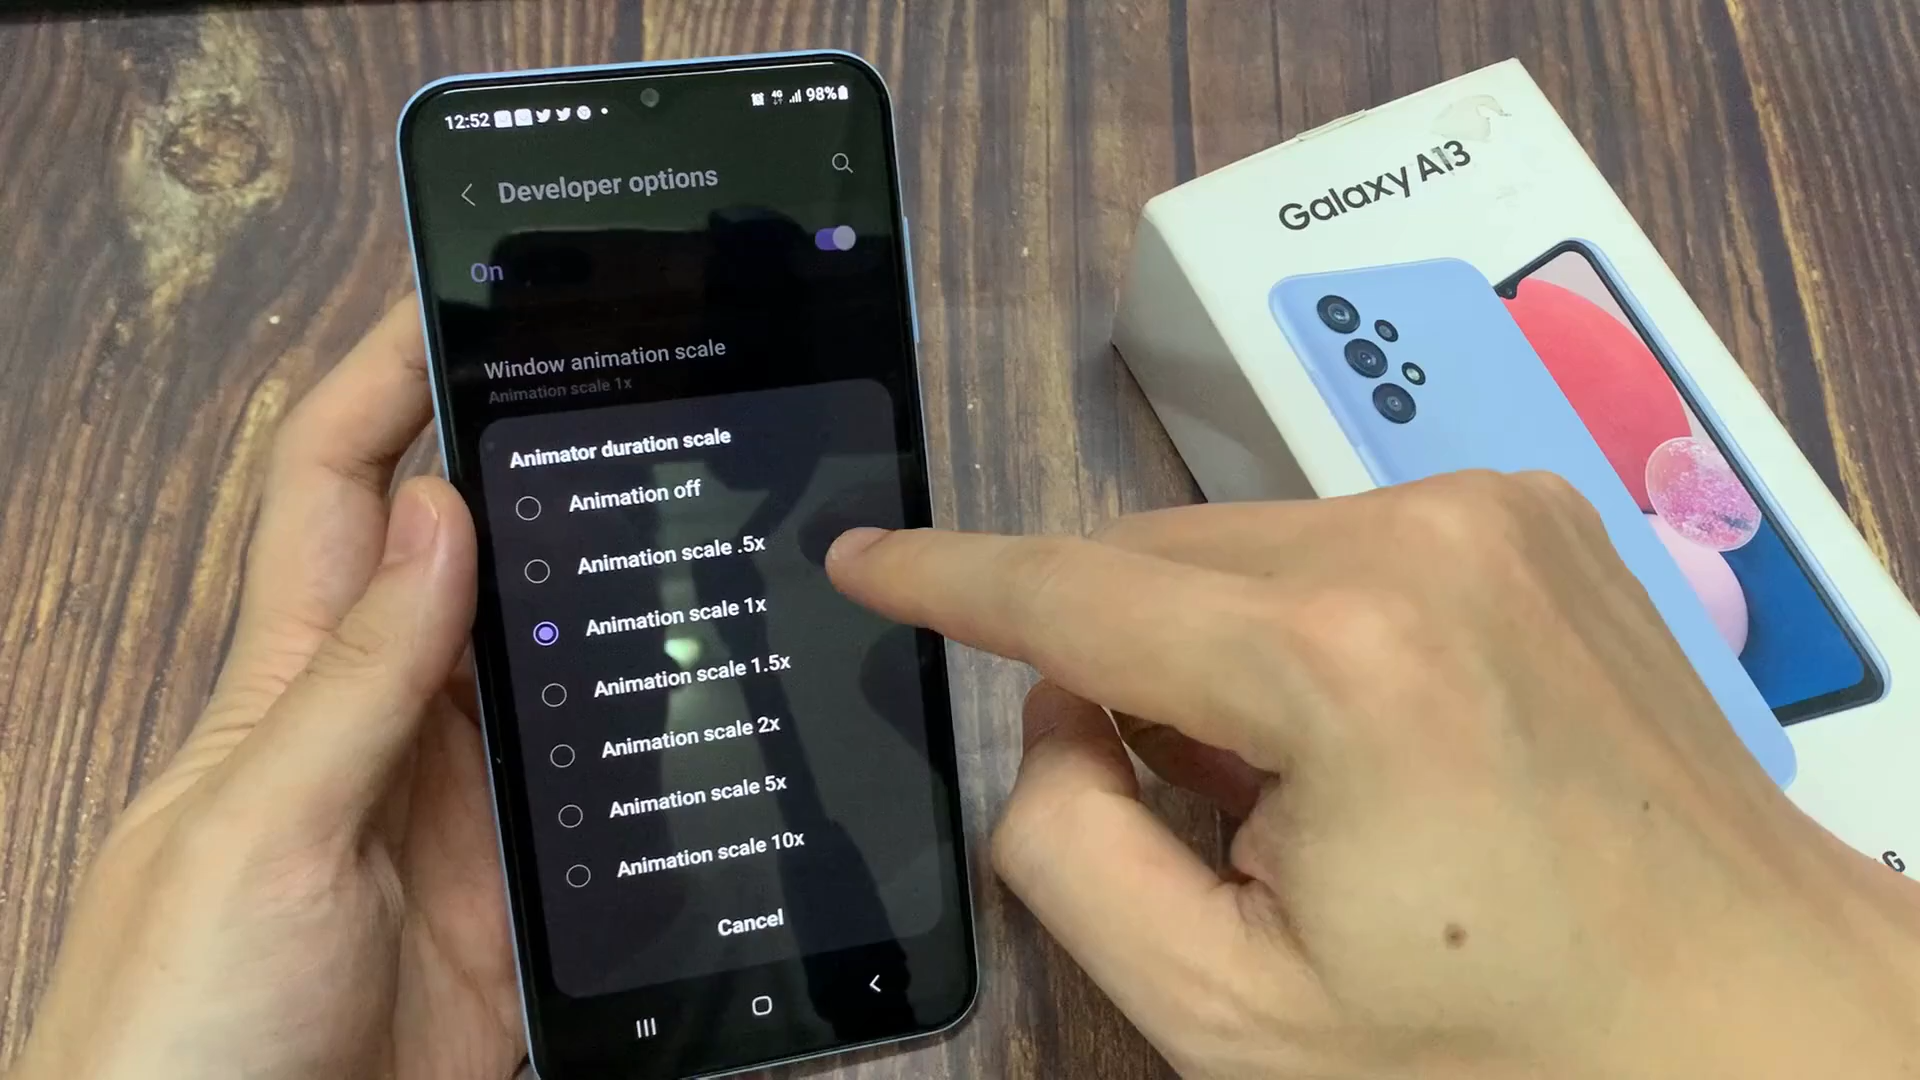 12:52
4G
98%
Developer options
On
Window animation scale
Animation scale 1x
Animator duration scale
Animation off
Animation scale .5x
Animation scale 1x
Animation scale 1.5x
Animation scale 2x
Animation scale 5x
Animation scale 10x
Cancel
Galaxy A13
G